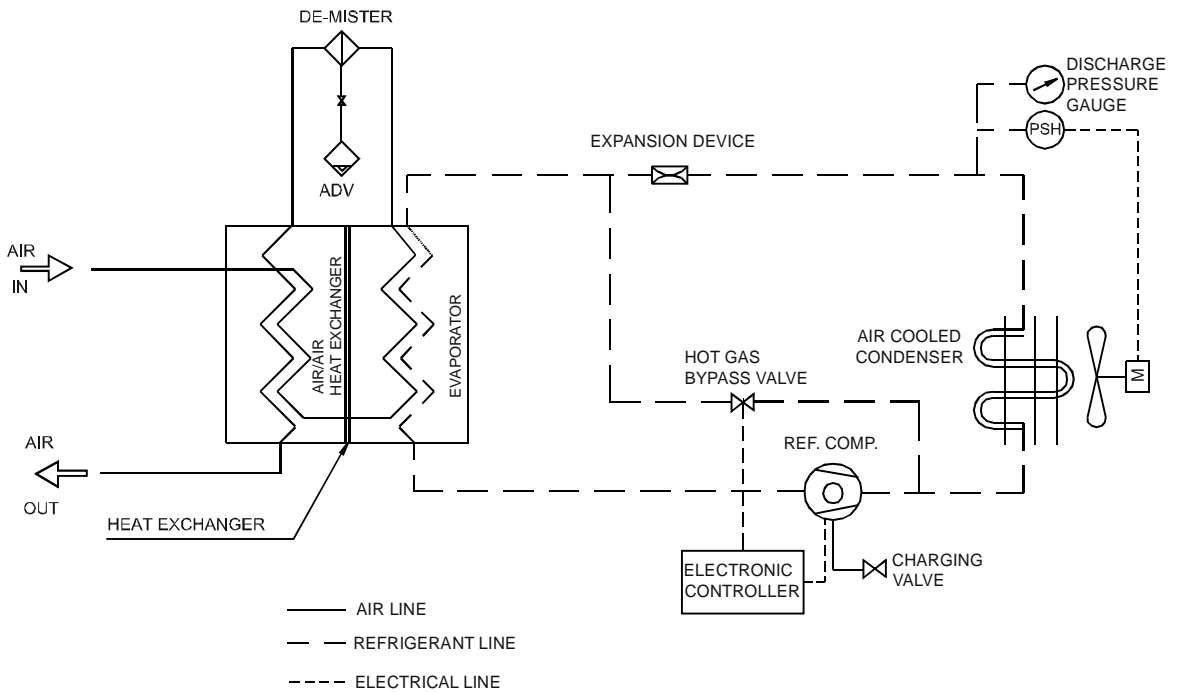 DE-MISTER
ADV
DISCHARGE
PRESSURE
GAUGE
PSH
EXPANSION DEVICE
AIR
IN
AIR/AIR
HEAT EXCHANGER
EVAPORATOR
AIR COOLED
CONDENSER
M
HOT GAS
BYPASS VALVE
REF. COMP.
AIR
OUT
HEAT EXCHANGER
ELECTRONIC
CONTROLLER
CHARGING
VALVE
AIR LINE
REFRIGERANT LINE
ELECTRICAL LINE